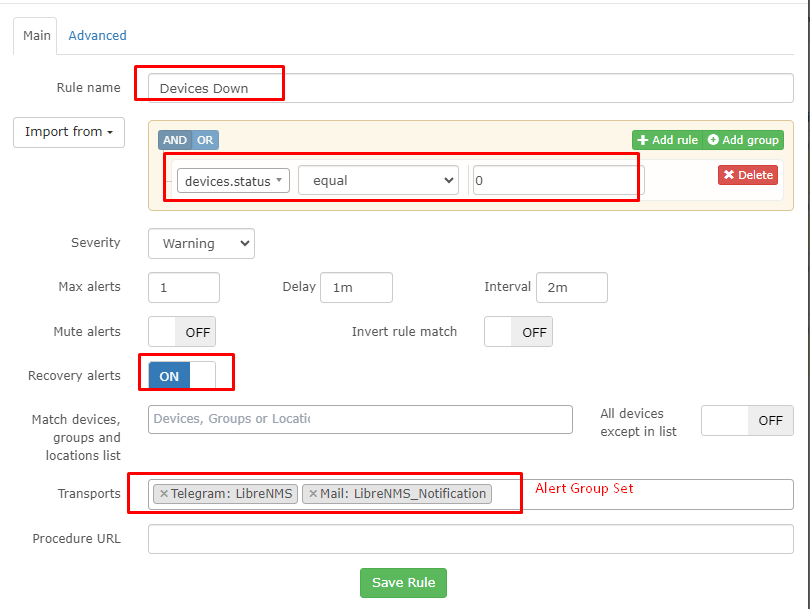 Main Advanced
Rule name Devices Down
Import from
AND OR Add rule Add group
devices.status equal 0 Delete
Severity Warning
Max alerts 1 Delay 1m Interval 2m
Mute alerts OFF Invert rule match OFF
Recovery alerts ON
Match devices, groups and locations list Devices, Groups or Locatio All devices except in list OFF
Transports ×Telegram: LibreNMS ×Mail: LibreNMS_Notification Alert Group Set
Procedure URL
Save Rule